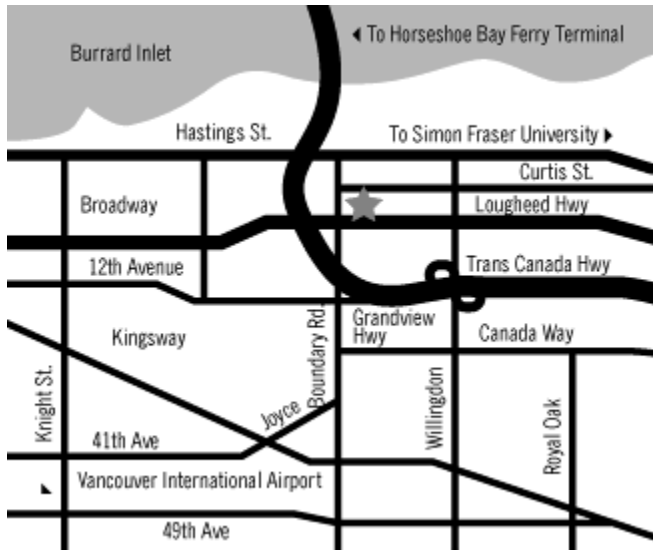 To Horseshoe Bay Ferry Terminal
Burrard Inlet
Hastings St.
To Simon Fraser University
Curtis St.
Broadway
Lougheed Hwy
12th Avenue
Trans Canada Hwy
Grandview
Hwy
Kingsway
Canada Way
Boundary Rd.
Knight St.
Willingdon
Royal Oak
Joyce
41th Ave
Vancouver International Airport
49th Ave